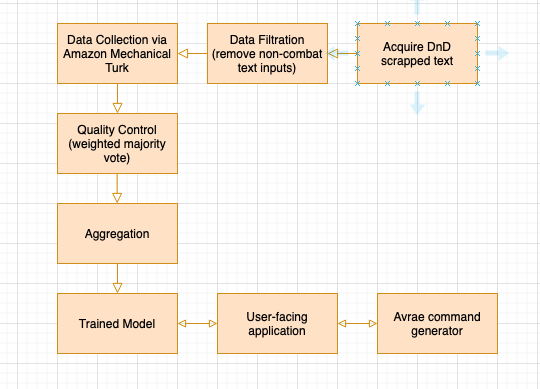 Data Collection via
Amazon Mechanical
Turk
Data Filtration
(remove non-combat
text inputs)
Acquire DnD
scrapped text
Quality Control
(weighted majority
vote)
Aggregation
Trained Model
User-facing
application
Avrae command
generator